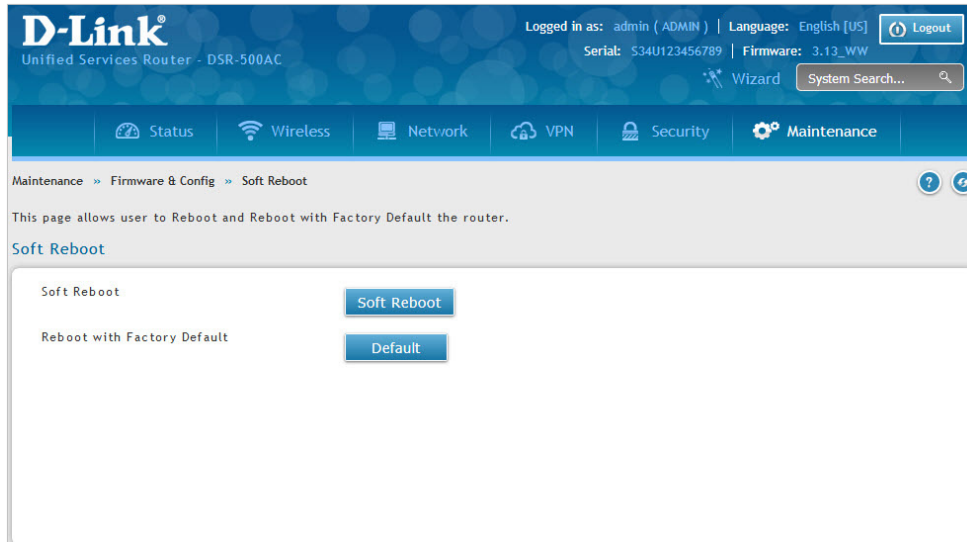 D-Link®
Unified Services Router - DSR-500AC
Logged in as: admin ( ADMIN ) | Language: English [US]
Logout
Serial: S34U123456789 | Firmware: 3.13_WW
Wizard
System Search...
Status
Wireless
Network
VPN
Security
Maintenance
Maintenance » Firmware & Config » Soft Reboot
?
This page allows user to Reboot and Reboot with Factory Default the router.
Soft Reboot
Soft Reboot
Soft Reboot
Reboot with Factory Default
Default